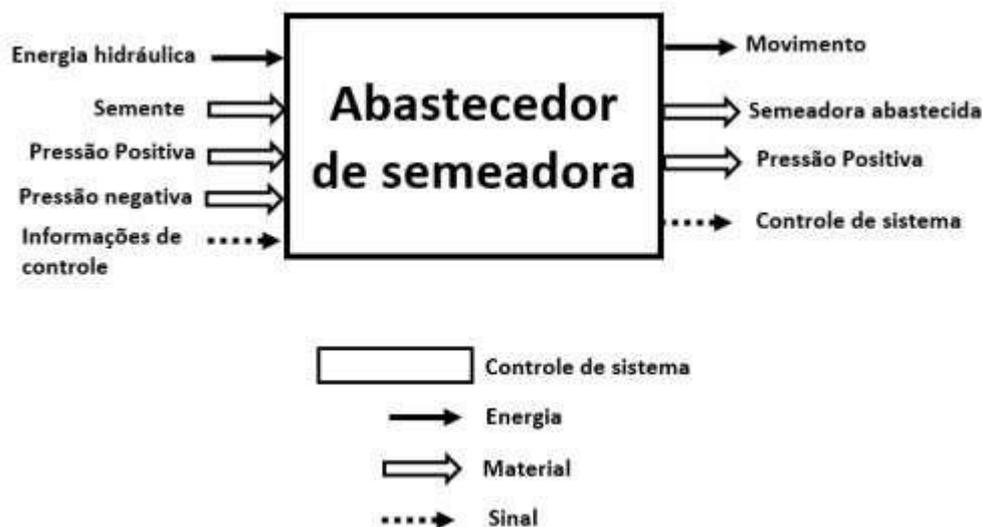 Energia hidráulica
Semente
Pressão Positiva
Pressão negativa
Informações de
controle
Abastecedor
de semeadora
Movimento
Semeadora abastecida
Pressão Positiva
Controle de sistema
Controle de sistema
Energia
Material
Sinal